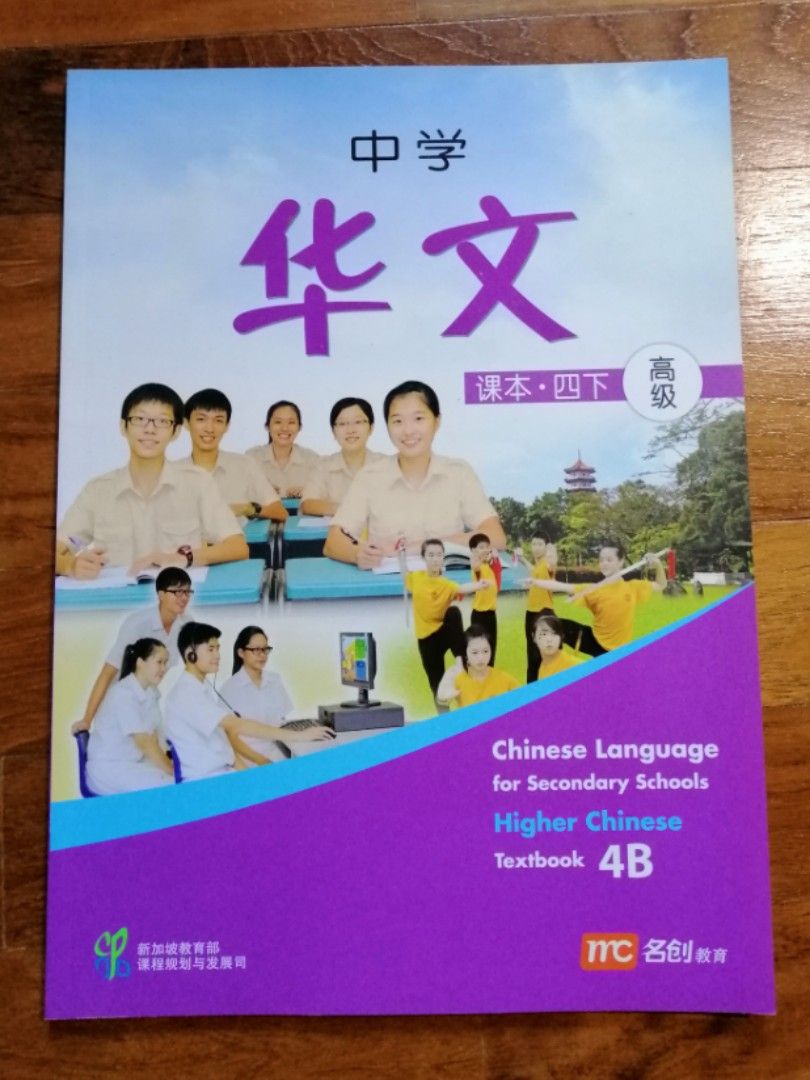 中学
华文
课本·四下
高级
Chinese Language
for Secondary Schools
Higher Chinese
Textbook 4B
新加坡教育部
课程规划与发展司
mc 名创教育